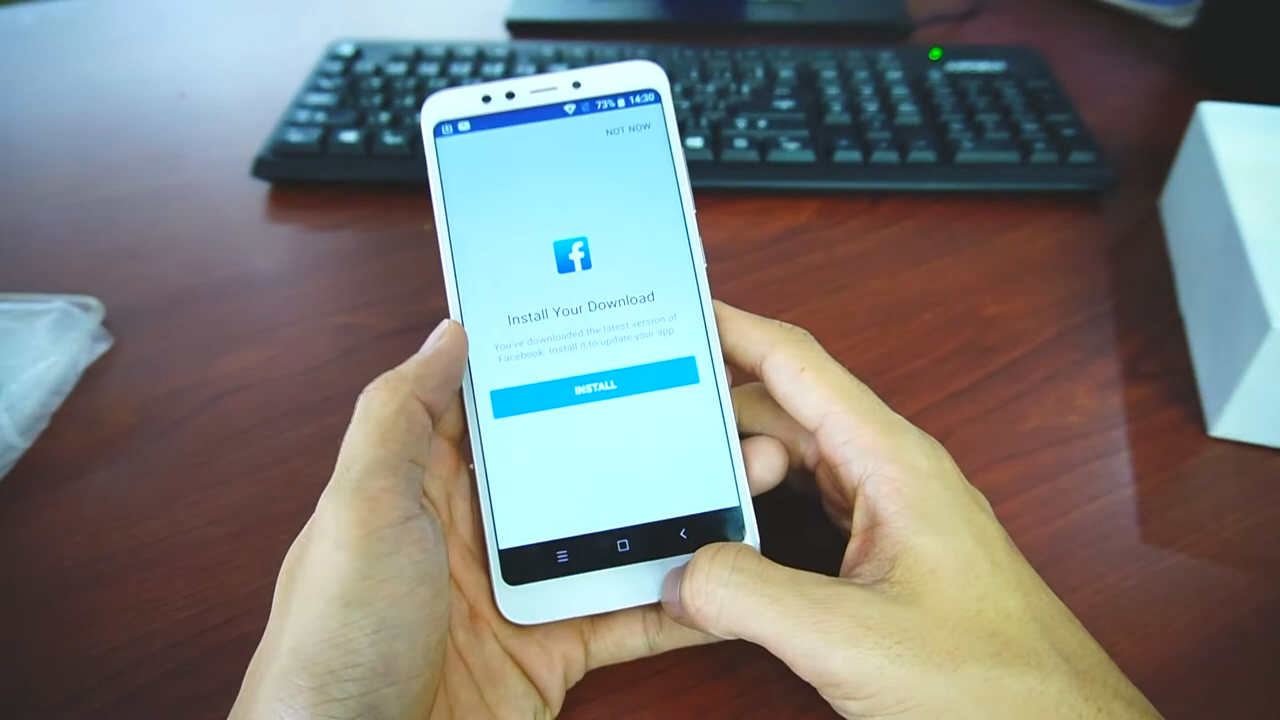 73% 14:30
NOT NOW
f
Install Your Download
You've downloaded the latest version of
Facebook. Install it to update your app.
INSTALL